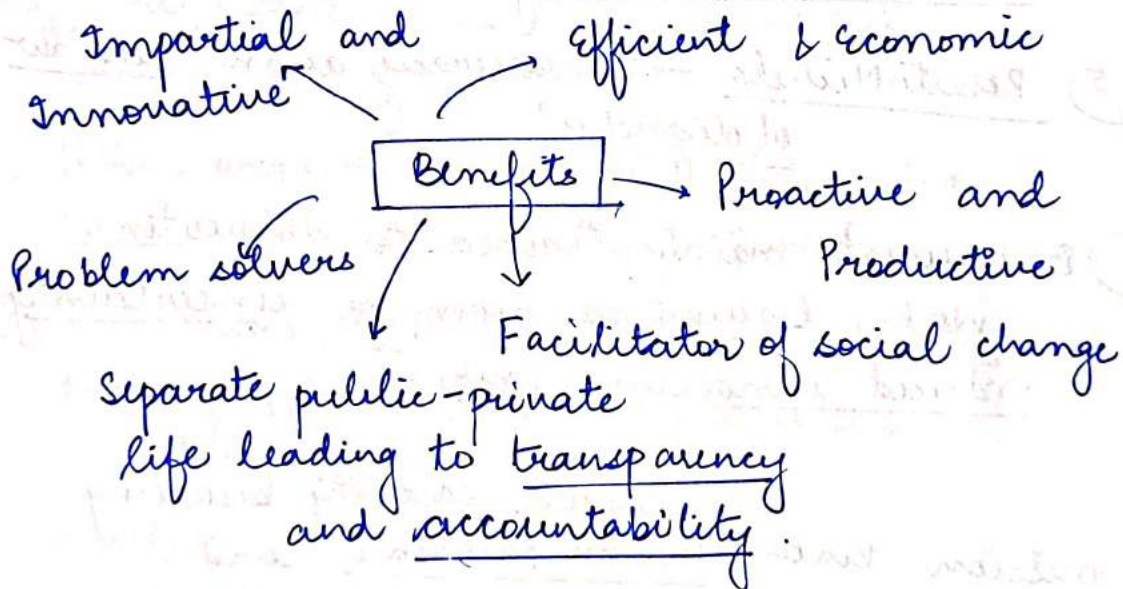 Impartial and
Innovative
Efficient & Economic
Benefits
Proactive and
Productive
Problem solvers
Facilitator of social change
Separate public-private
life leading to transparency
and accountability.